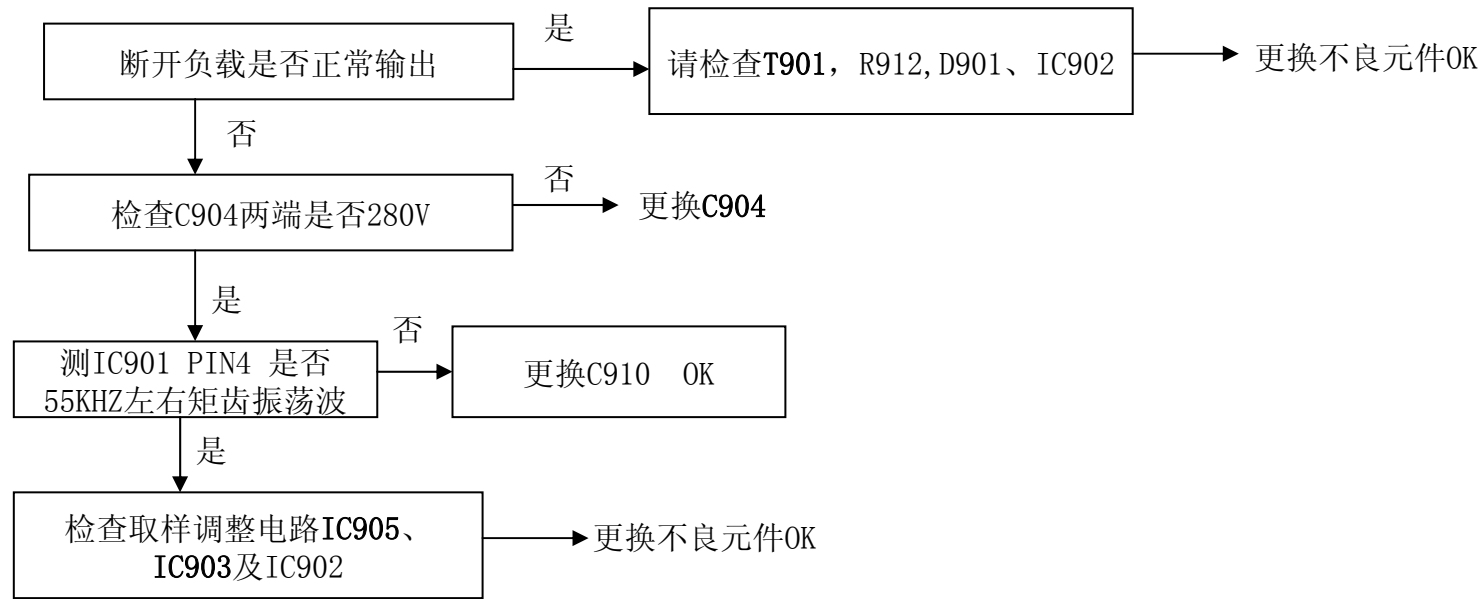 是
断开负载是否正常输出
请检查T901，R912,D901、IC902
更换不良元件OK
否
检查C904两端是否280V
否
更换C904
是
测IC901 PIN4 是否
55KHZ左右矩齿振荡波
否
更换C910 OK
是
检查取样调整电路IC905、
IC903及IC902
更换不良元件OK